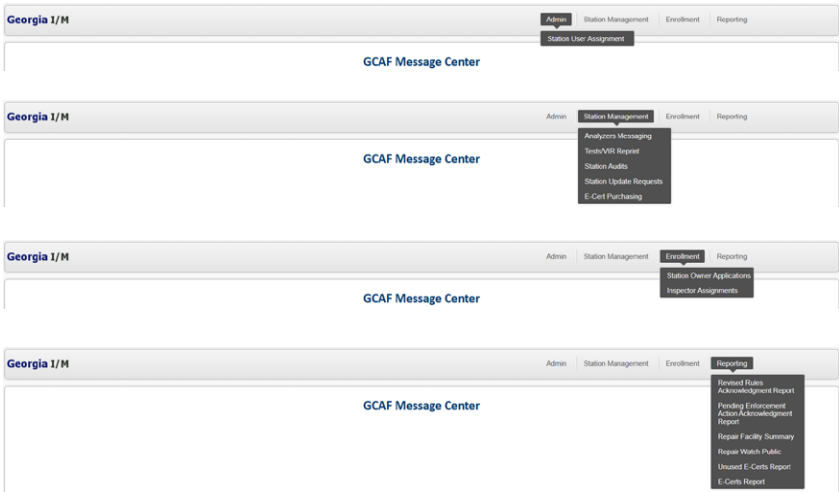 Georgia I/M Admin Station Management Enrollment Reporting
Station User Assignment
GCAF Message Center
Georgia I/M Admin Station Management Enrollment Reporting
Analyzers Messaging
Tests/VIR Reprint
GCAF Message Center
Station Audits
Station Update Requests
E-Cert Purchasing
Georgia I/M Admin Station Management Enrollment Reporting
Station Owner Applications
Inspector Assignments
GCAF Message Center
Georgia I/M Admin Station Management Enrollment Reporting
Revised Rules
Acknowledgment Report
GCAF Message Center
Pending Enforcement
Action Acknowledgment
Report
Repair Facility Summary
Repair Watch Public
Unused E-Certs Report
E-Certs Report